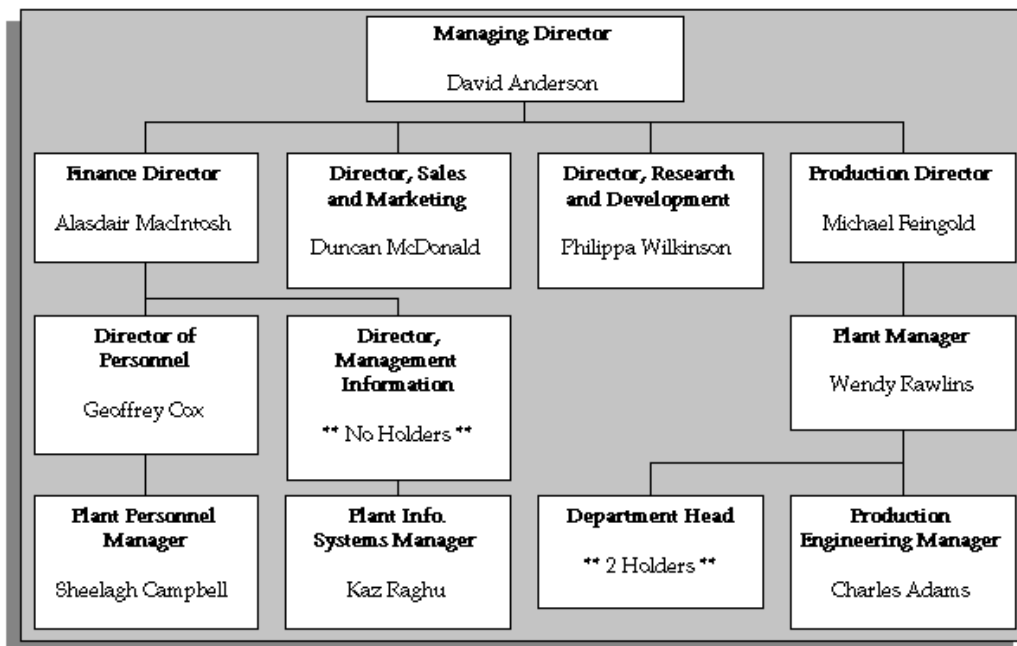 Managing Director
David Anderson
Finance Director
Alasdair MacIntosh
Director, Sales
and Marketing
Duncan McDonald
Director, Research
and Development
Philippa Wilkinson
Production Director
Michael Feingold
Director of
Personnel
Geoffrey Cox
Director,
Management
Information
** No Holders **
Plant Manager
Wendy Rawlins
Plant Personnel
Manager
Sheelagh Campbell
Plant Info.
Systems Manager
Kaz Raghu
Department Head
** 2 Holders **
Production
Engineering Manager
Charles Adams